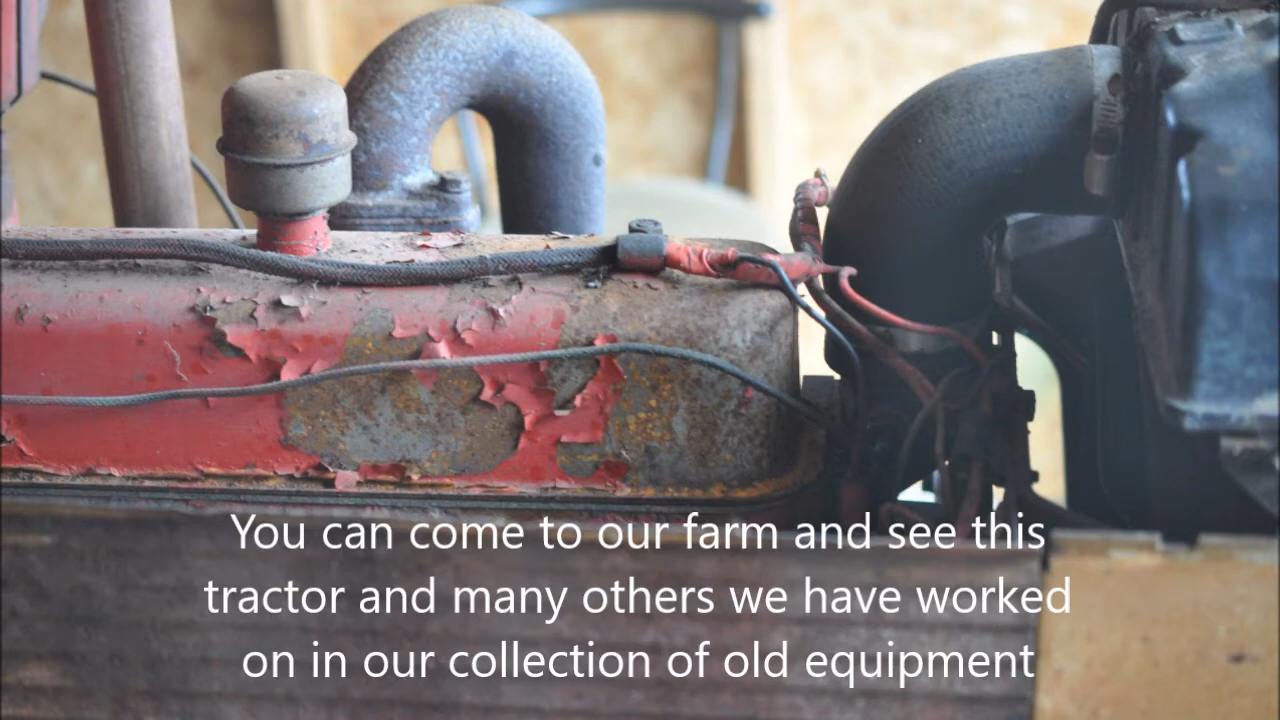 You can come to our farm and see this
tractor and many others we have worked
on in our collection of old equipment